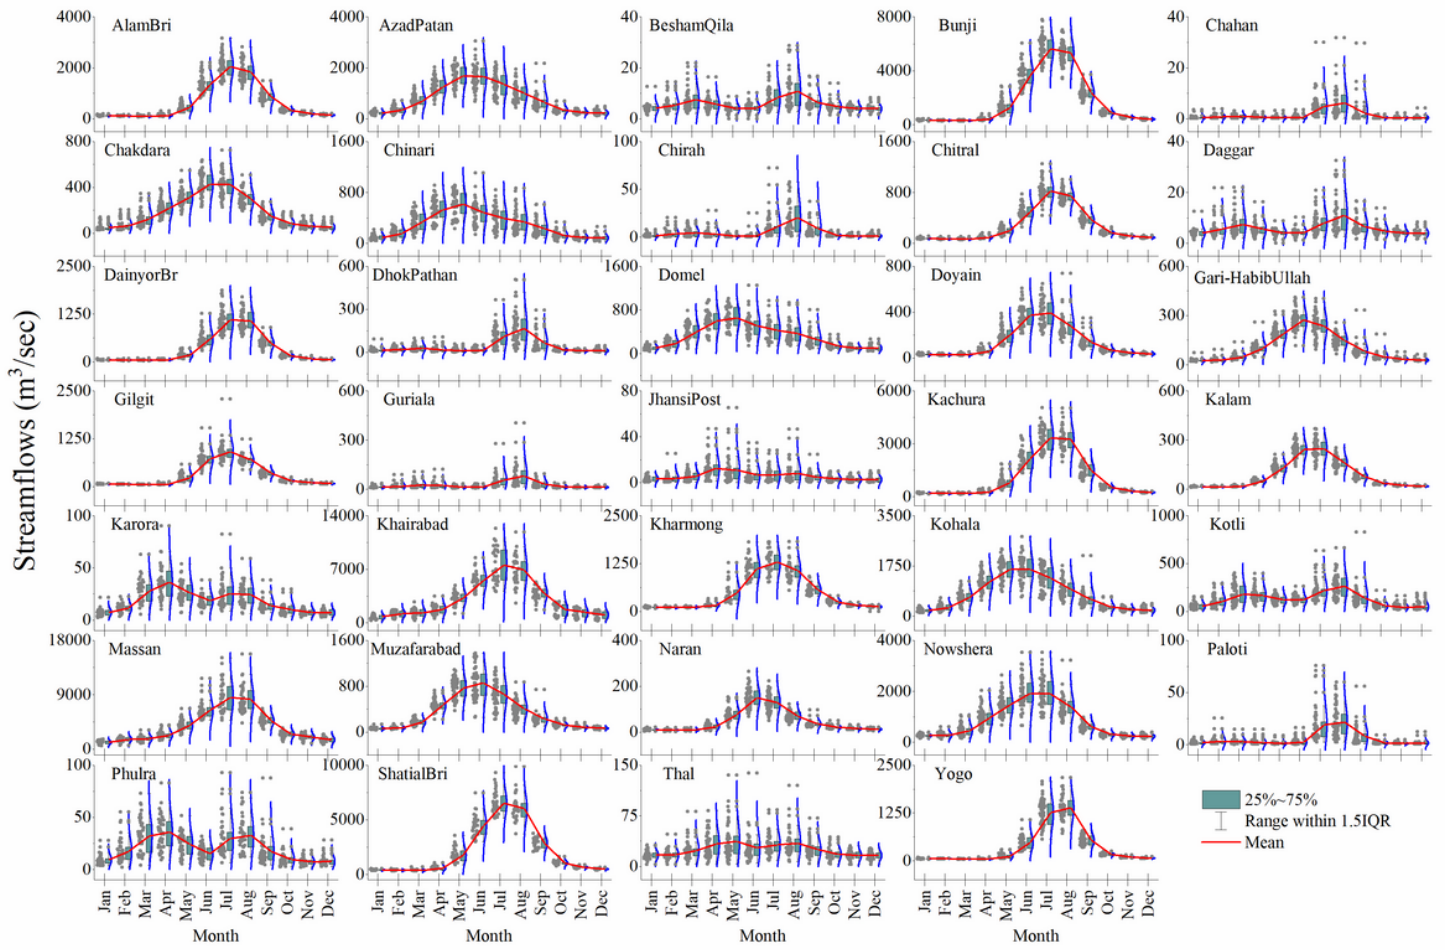 4000
2000
0
AlamBri
4000
2000
0
AzadPatan
40
20
0
BeshamQila
8000
4000
0
Bunji
40
20
0
Chahan
800
400
0
Chakdara
1600
800
0
Chinari
100
50
0
Chirah
1600
800
0
Chitral
40
20
0
Daggar
2500
1250
0
DainyorBr
600
300
0
DhokPathan
1600
800
0
Domel
800
400
0
Doyain
600
300
0
Gari-HabibUllah
2500
1250
0
Gilgit
600
300
0
Guriala
80
40
0
JhansiPost
6000
3000
0
Kachura
600
300
0
Kalam
100
50
0
Karora
14000
7000
0
Khairabad
2500
1250
0
Kharmong
3500
1750
0
Kohala
1000
500
0
Kotli
18000
9000
0
Massan
1600
800
0
Muzafarabad
400
200
0
Naran
4000
2000
0
Nowshera
100
50
0
Paloti
100
50
0
Phulra
10000
5000
0
ShatialBri
150
75
0
Thal
2500
1250
0
Yogo
Streamflows (m³/sec)
Jan Feb Mar Apr May Jun Jul Aug Sep Oct Nov Dec
Jan Feb Mar Apr May Jun Jul Aug Sep Oct Nov Dec
Jan Feb Mar Apr May Jun Jul Aug Sep Oct Nov Dec
Jan Feb Mar Apr May Jun Jul Aug Sep Oct Nov Dec
Month
Month
Month
Month
25%~75%
Range within 1.5IQR
Mean